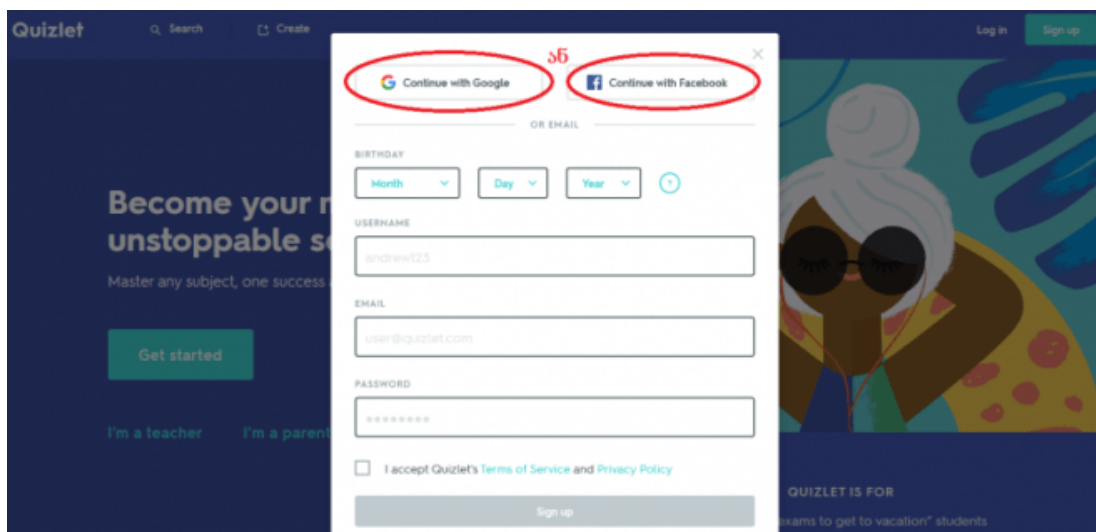 Quizlet Search Create Log in Sign up
ან
Continue with Google Continue with Facebook
OR EMAIL
BIRTHDAY
Month Day Year ?
USERNAME
andrew123
EMAIL
user@quizlet.com
PASSWORD
I accept Quizlet's Terms of Service and Privacy Policy
Sign up
Become your
unstoppable
Master any subject, one success
Get started
I'm a teacher I'm a parent
QUIZLET IS FOR
exams to get to vacation" students